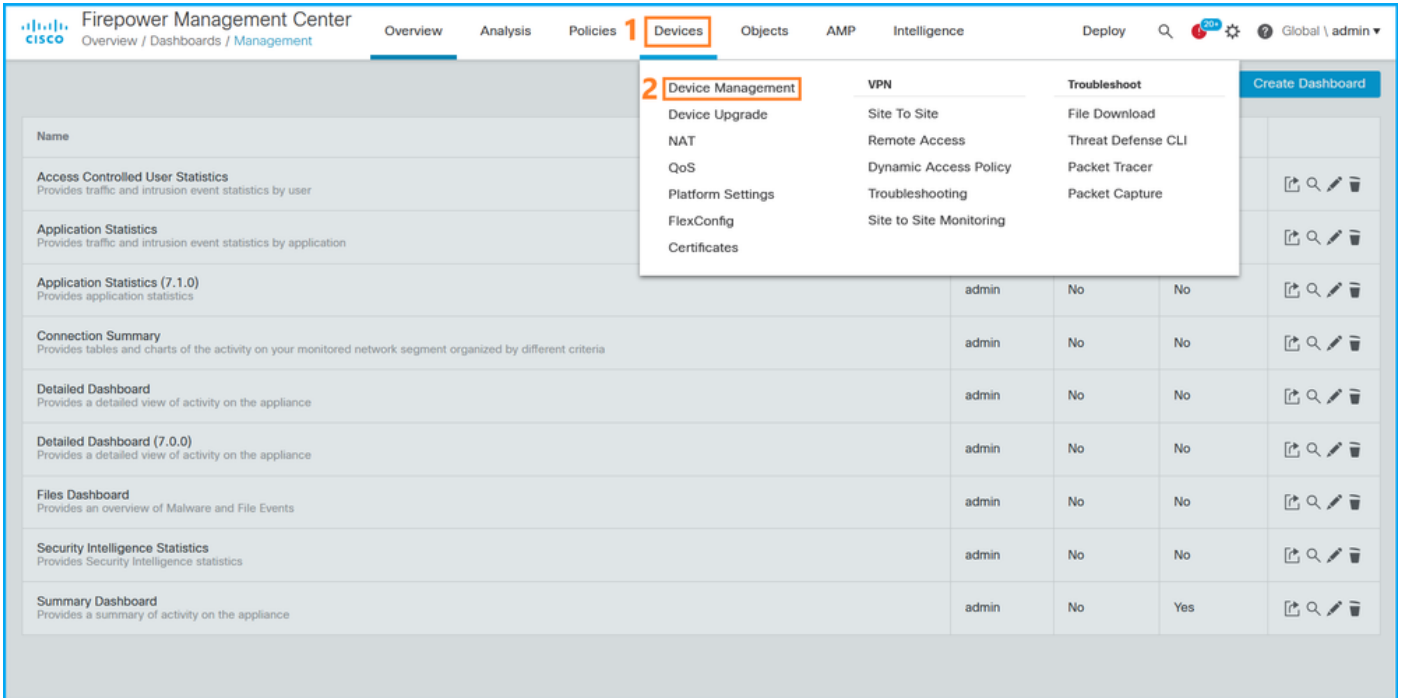 cisco
Firepower Management Center
Overview / Dashboards / Management
Overview Analysis Policies 1 Devices Objects AMP Intelligence Deploy 20+ Global \ admin
Create Dashboard
2 Device Management
Device Upgrade
NAT
QoS
Platform Settings
FlexConfig
Certificates
VPN
Site To Site
Remote Access
Dynamic Access Policy
Troubleshooting
Site to Site Monitoring
Troubleshoot
File Download
Threat Defense CLI
Packet Tracer
Packet Capture
Name
Access Controlled User Statistics
Provides traffic and intrusion event statistics by user
Application Statistics
Provides traffic and intrusion event statistics by application
Application Statistics (7.1.0)
Provides application statistics
admin No No
Connection Summary
Provides tables and charts of the activity on your monitored network segment organized by different criteria
admin No No
Detailed Dashboard
Provides a detailed view of activity on the appliance
admin No No
Detailed Dashboard (7.0.0)
Provides a detailed view of activity on the appliance
admin No No
Files Dashboard
Provides an overview of Malware and File Events
admin No No
Security Intelligence Statistics
Provides Security Intelligence statistics
admin No No
Summary Dashboard
Provides a summary of activity on the appliance
admin No Yes